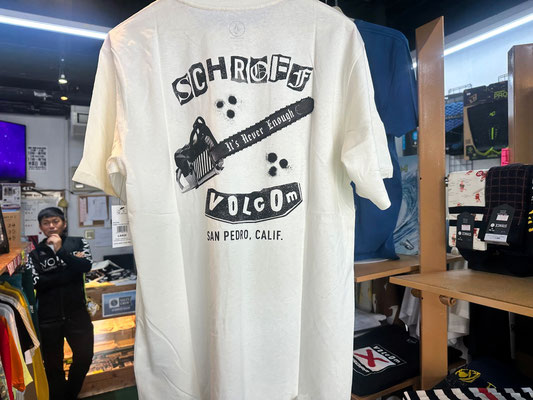 SCHROFF
It's Never Enough
VOLCOM
SAN PEDRO, CALIF.